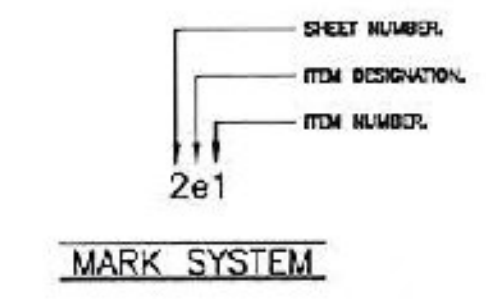 SHEET NUMBER.
ITEM DESIGNATION.
ITEM NUMBER.
2e1
MARK SYSTEM